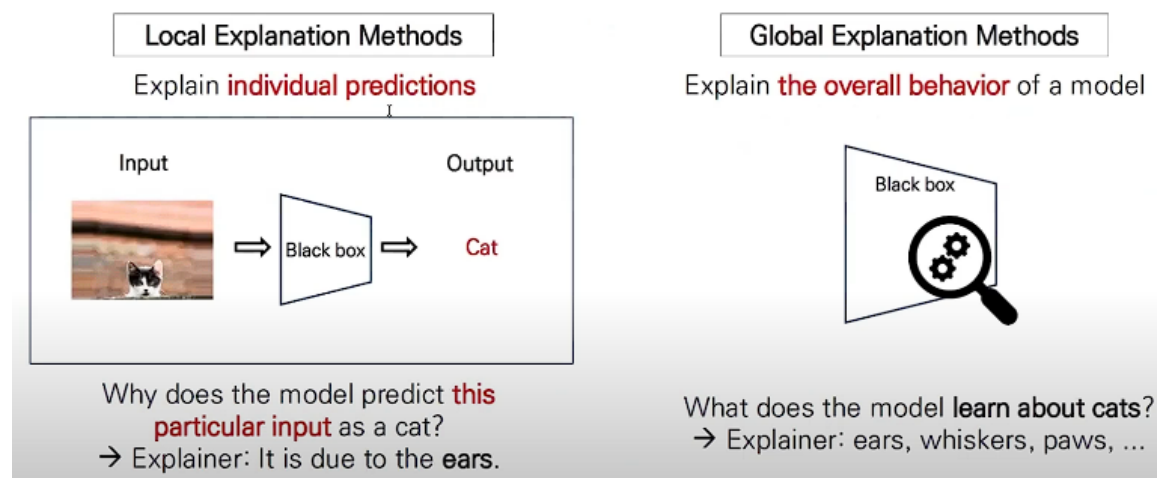 Local Explanation Methods
Explain individual predictions
Input
Output
Black box
Cat
Why does the model predict this
particular input as a cat?
→ Explainer: It is due to the ears.
Global Explanation Methods
Explain the overall behavior of a model
Black box
What does the model learn about cats?
→ Explainer: ears, whiskers, paws, ...